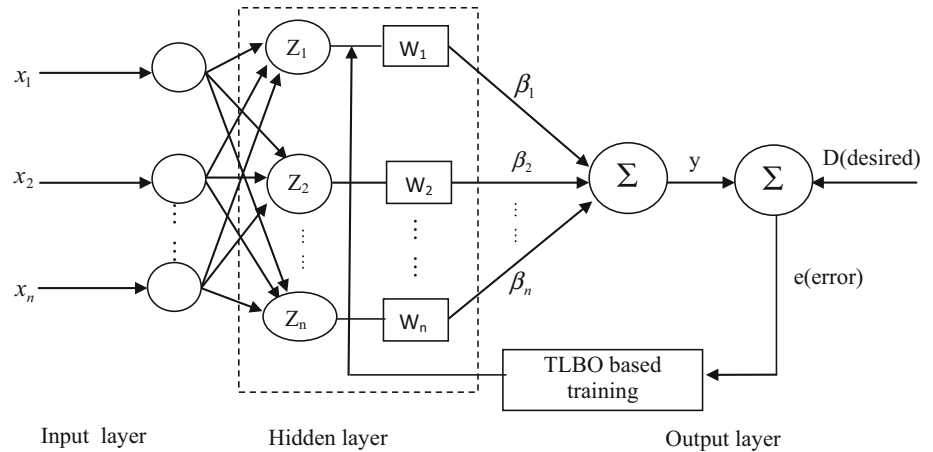 x1
x2
xn
Z1
Z2
Zn
W1
W2
Wn
β1
β2
βn
Σ
y
Σ
D(desired)
e(error)
TLBO based
training
Input layer
Hidden layer
Output layer